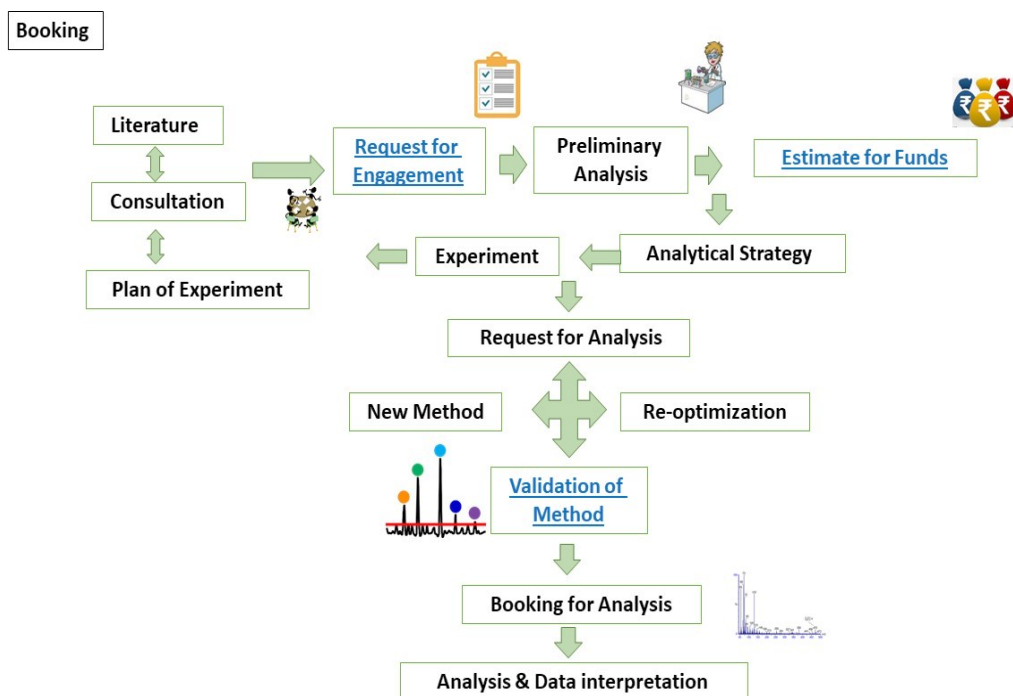 Booking
Literature
Consultation
Plan of Experiment
Request for
Engagement
Preliminary
Analysis
Estimate for Funds
₹ ₹ ₹
Experiment
Analytical Strategy
Request for Analysis
New Method
Re-optimization
Validation of
Method
Booking for Analysis
Analysis & Data interpretation